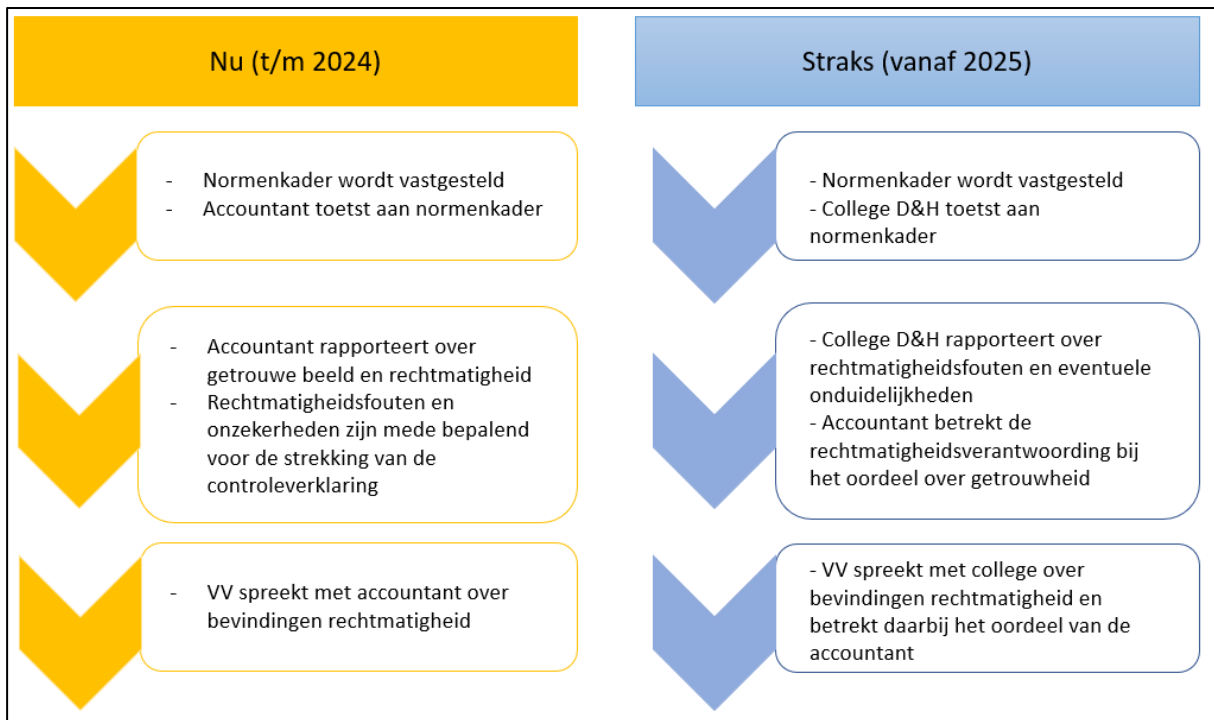 Nu (t/m 2024)
- Normenkader wordt vastgesteld
- Accountant toetst aan normenkader
- Accountant rapporteert over
getrouwe beeld en rechtmatigheid
- Rechtmatigheidsfouten en
onzekerheden zijn mede bepalend
voor de strekking van de
controleverklaring
- VV spreekt met accountant over
bevindingen rechtmatigheid
Straks (vanaf 2025)
- Normenkader wordt vastgesteld
- College D&H toetst aan
normenkader
- College D&H rapporteert over
rechtmatigheidsfouten en eventuele
onduidelijkheden
- Accountant betrekt de
rechtmatigheidsverantwoording bij
het oordeel over getrouwheid
- VV spreekt met college over
bevindingen rechtmatigheid en
betrekt daarbij het oordeel van de
accountant